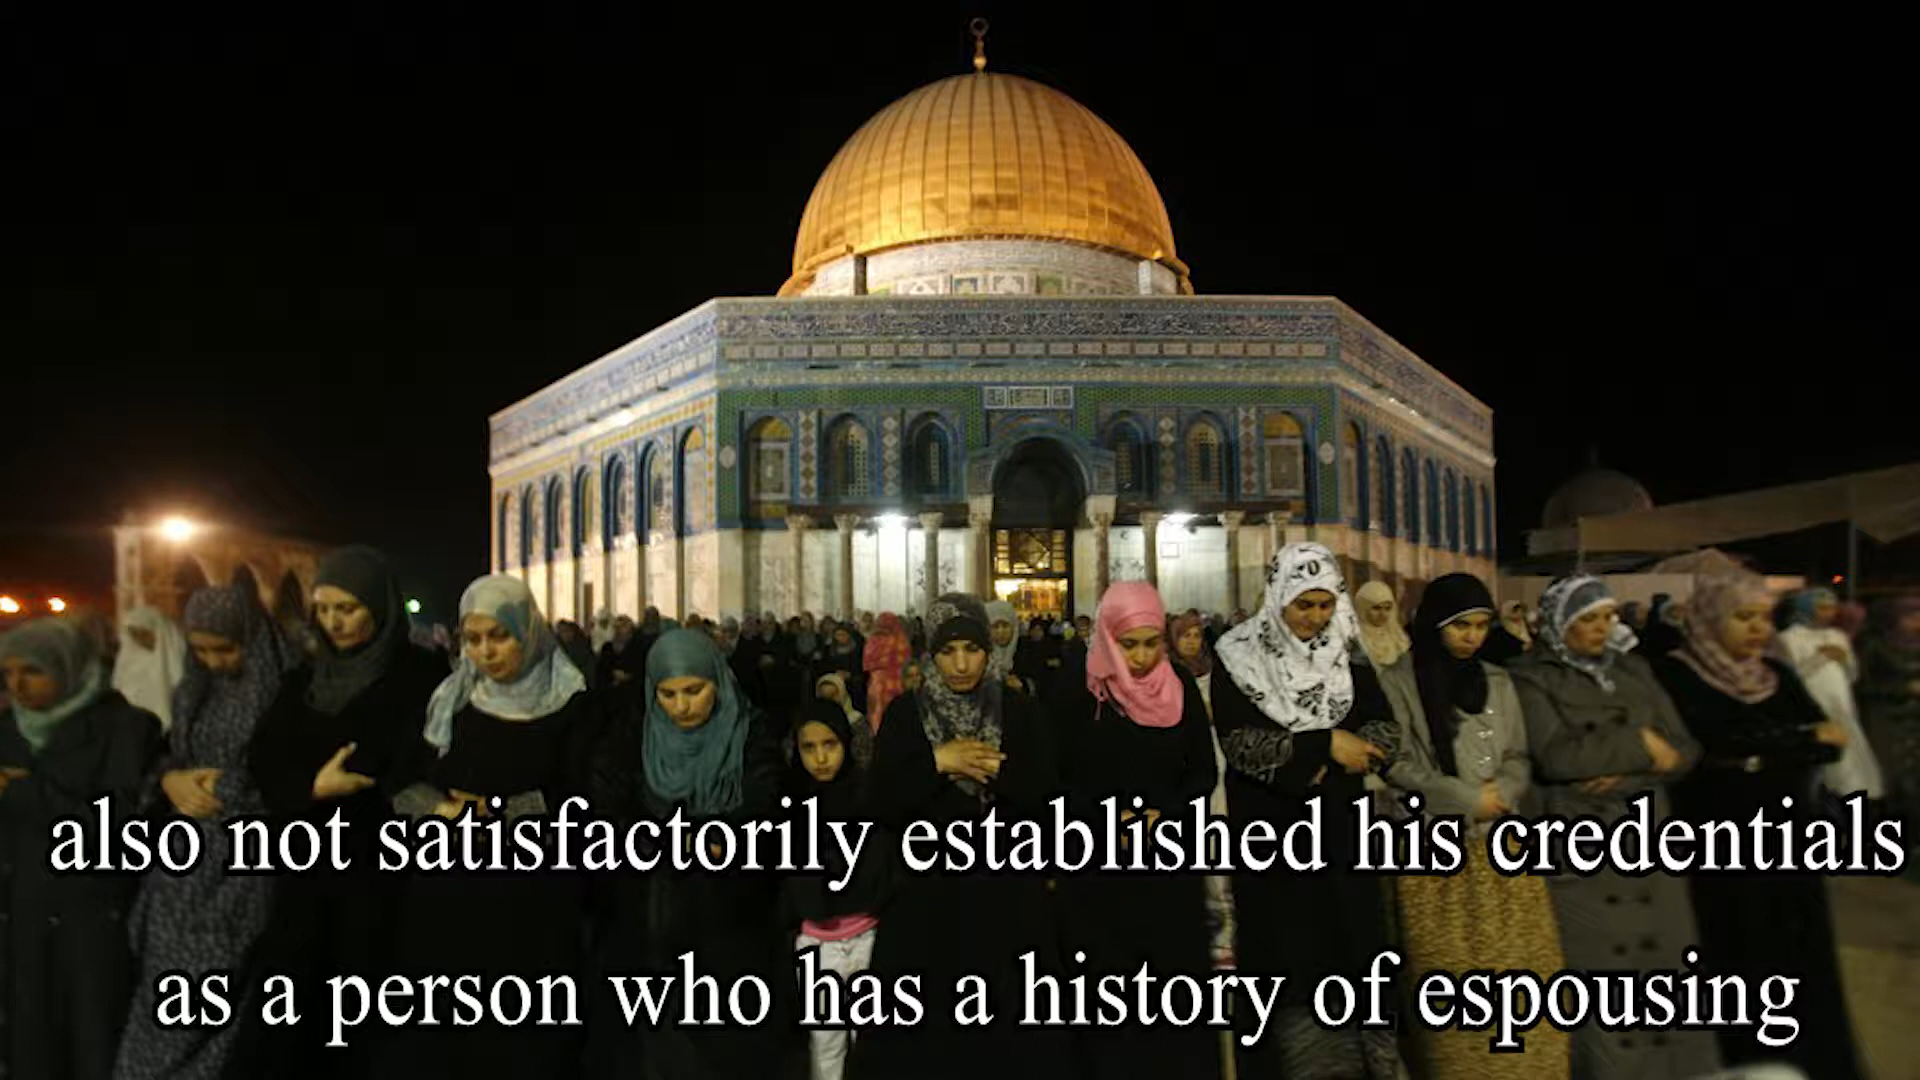 also not satisfactorily established his credentials
as a person who has a history of espousing